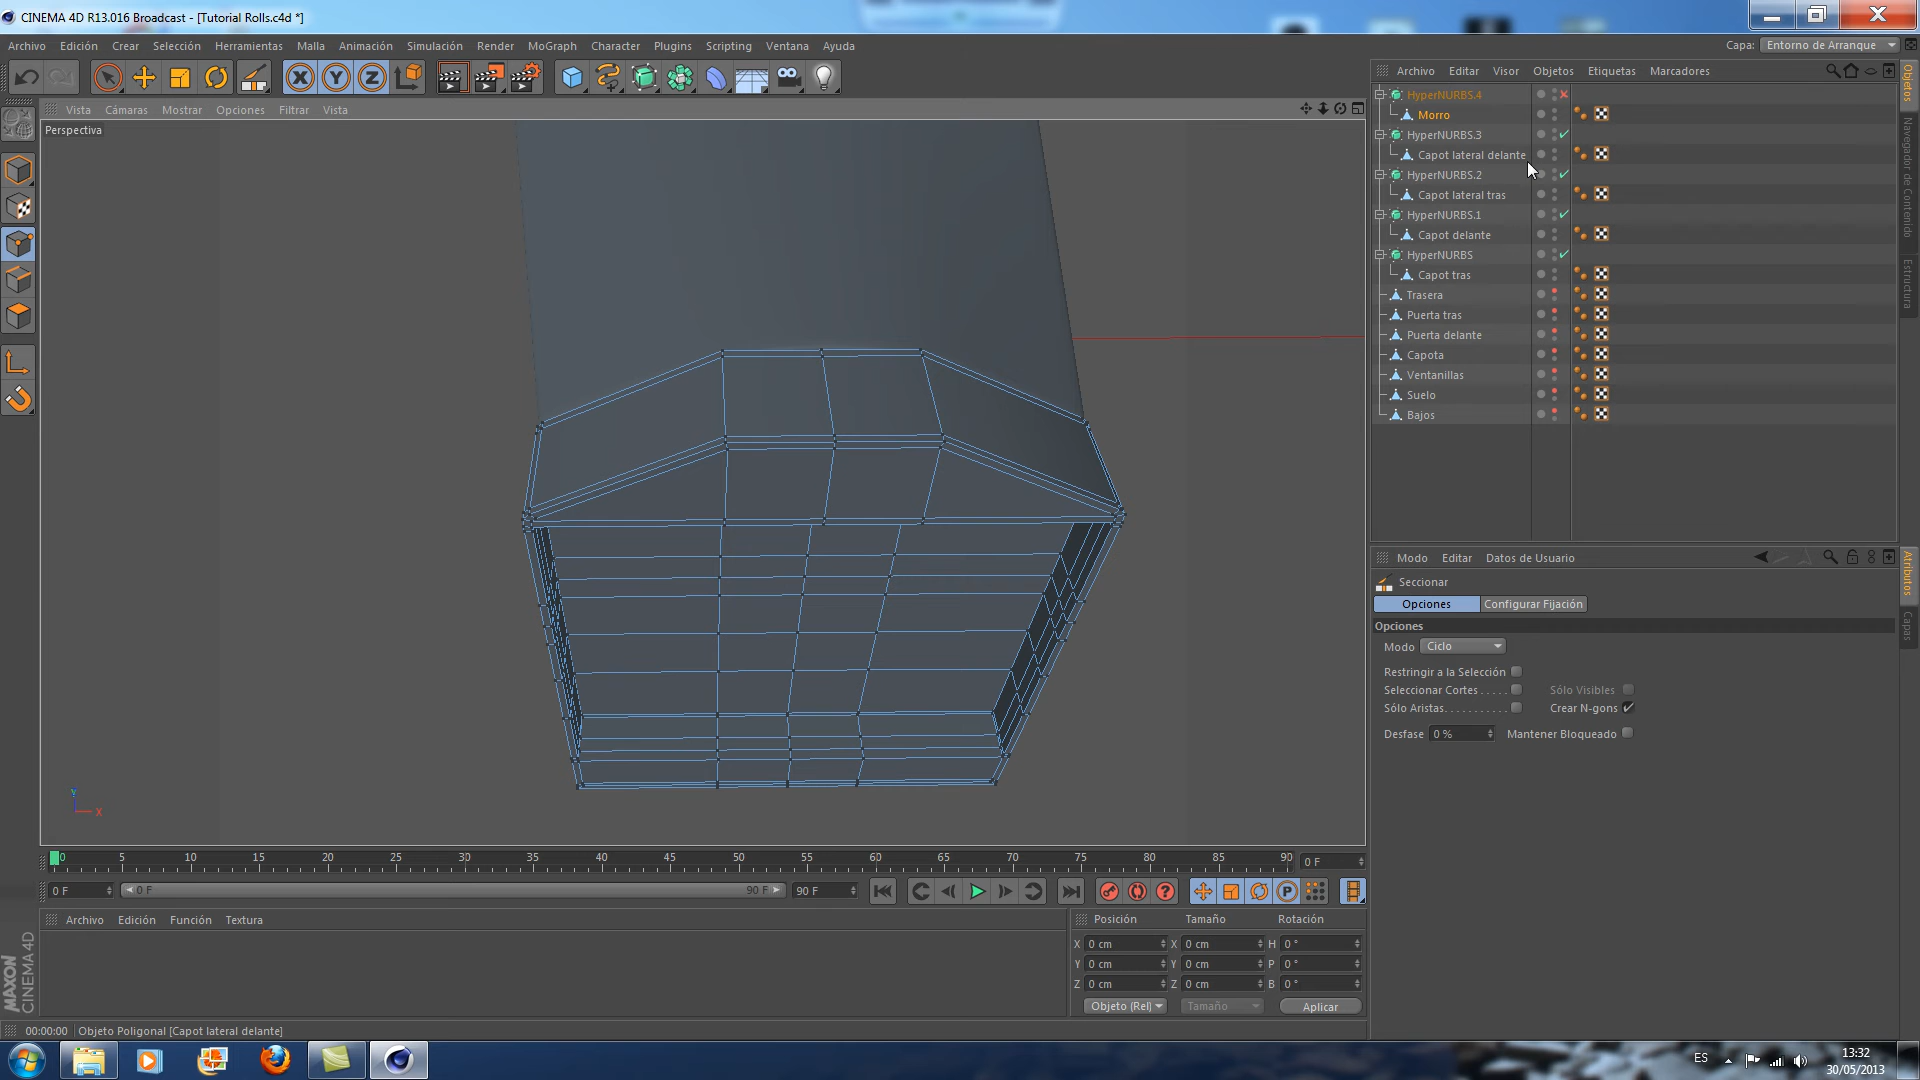 CINEMA 4D R13.016 Broadcast - [Tutorial Rolls.c4d *]
Archivo Edición Crear Selección Herramientas Malla Animación Simulación Render MoGraph Character Plugins Scripting Ventana Ayuda
Capa: Entorno de Arranque
Archivo Editar Visor Objetos Etiquetas Marcadores
Vista Cámaras Mostrar Opciones Filtrar Vista
Perspectiva
HyperNURBS.4
Morro
HyperNURBS.3
Capot lateral delante
HyperNURBS.2
Capot lateral tras
HyperNURBS.1
Capot delante
HyperNURBS
Capot tras
Trasera
Puerta tras
Puerta delante
Capota
Ventanillas
Suelo
Bajos
Objetos
Navegador de Contenido
Estructura
Modo Editar Datos de Usuario
Seccionar
Opciones Configurar Fijación
Opciones
Modo Ciclo
Restringir a la Selección
Seleccionar Cortes Sólo Visibles
Sólo Aristas Crear N-gons
Desfase 0 % Mantener Bloqueado
Atributos
Capas
Y
X
0 5 10 15 20 25 30 35 40 45 50 55 60 65 70 75 80 85 90
0 F
0 F 0 F 90 F 90 F
Archivo Edición Función Textura
Posición Tamaño Rotación
X 0 cm X 0 cm H 0 °
Y 0 cm Y 0 cm P 0 °
Z 0 cm Z 0 cm B 0 °
Objeto (Rel) Tamaño Aplicar
MAXON
CINEMA 4D
00:00:00 Objeto Poligonal [Capot lateral delante]
ES
13:32
30/05/2013